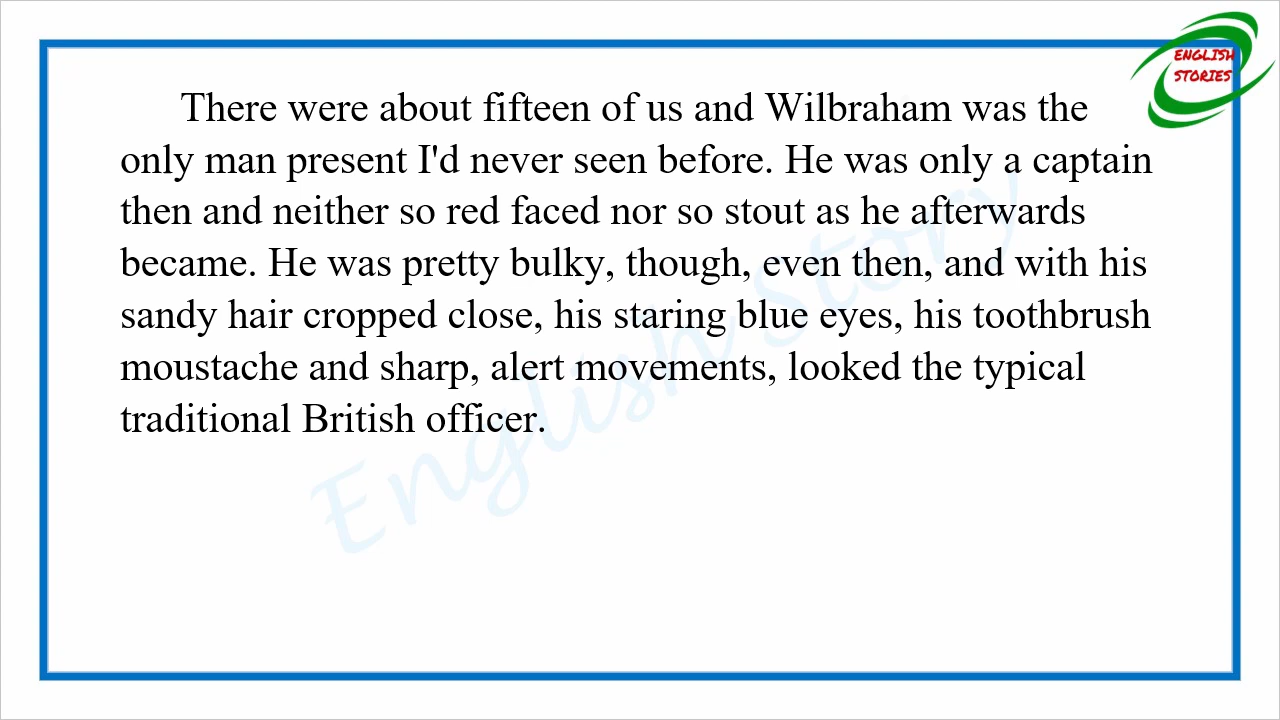 ENGLISH
STORIES
There were about fifteen of us and Wilbraham was the
only man present I'd never seen before. He was only a captain
then and neither so red faced nor so stout as he afterwards
became. He was pretty bulky, though, even then, and with his
sandy hair cropped close, his staring blue eyes, his toothbrush
moustache and sharp, alert movements, looked the typical
traditional British officer.
English Story